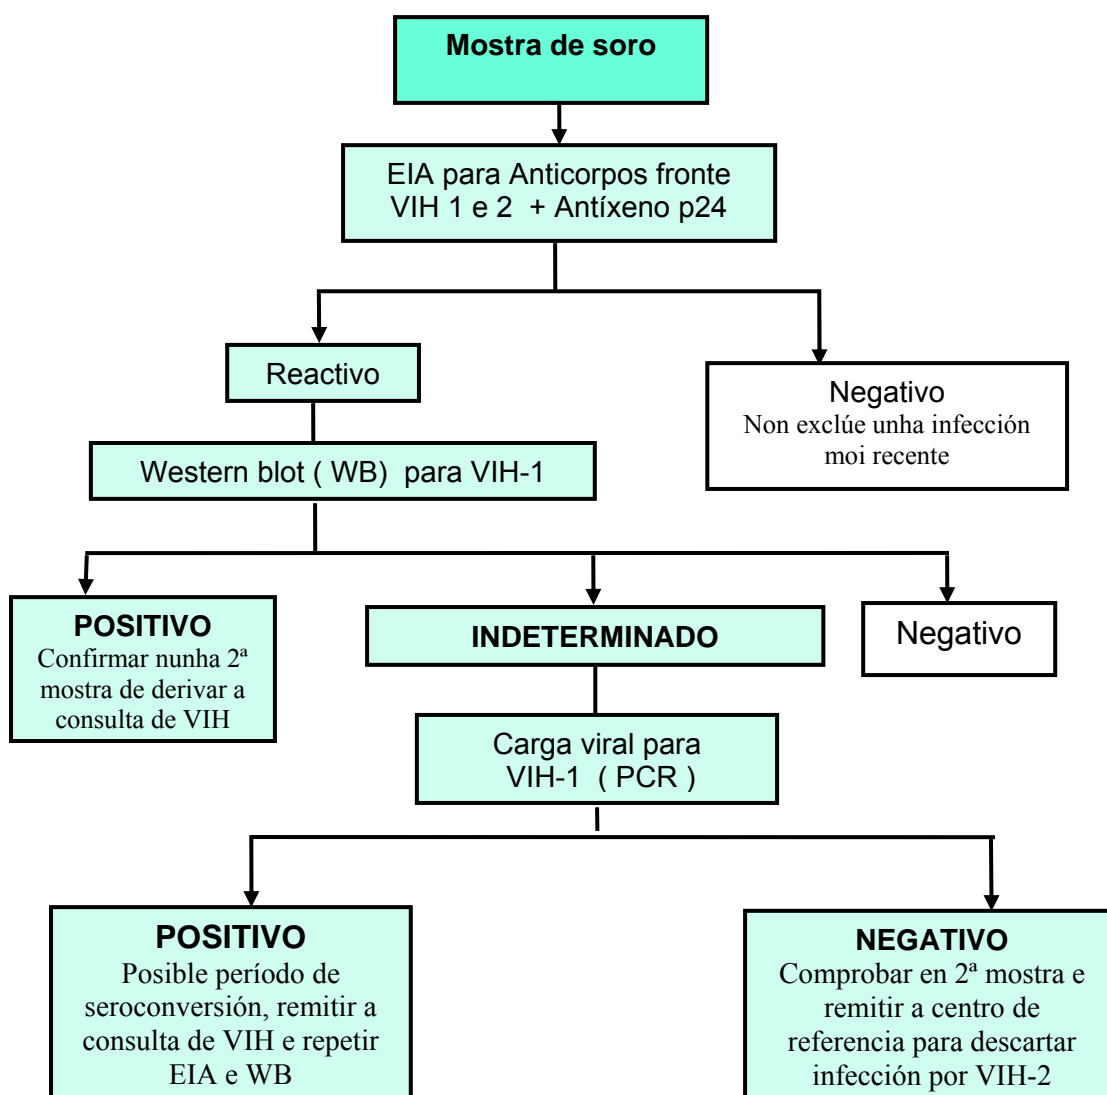 Mostra de soro
EIA para Anticorpos fronte
VIH 1 e 2 + Antíxeno p24
Reactivo
Negativo
Non exclúe unha infección
moi recente
Western blot ( WB) para VIH-1
POSITIVO
Confirmar nunha 2ª
mostra de derivar a
consulta de VIH
INDETERMINADO
Negativo
Carga viral para
VIH-1 ( PCR )
POSITIVO
Posible período de
seroconversión, remitir a
consulta de VIH e repetir
EIA e WB
NEGATIVO
Comprobar en 2ª mostra e
remitir a centro de
referencia para descartar
infección por VIH-2